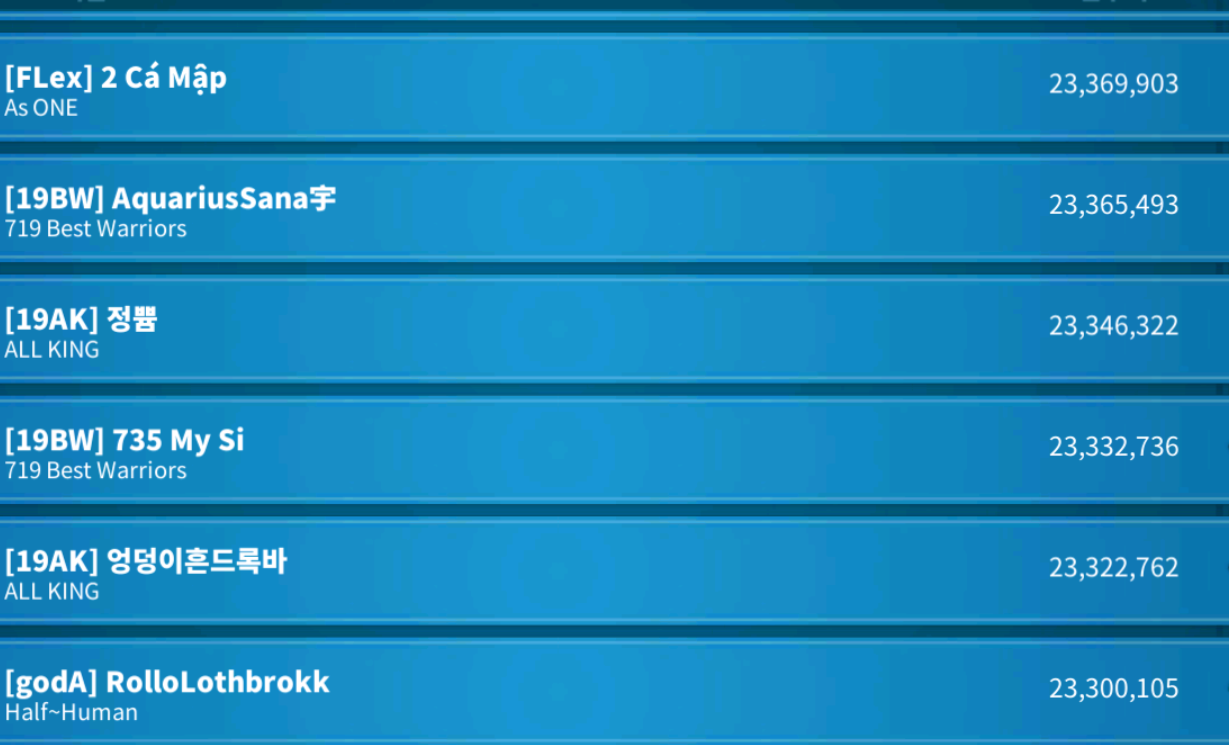 [FLex] 2 Cá Mập
23,369,903
As ONE
[19BW] AquariusSana宇
23,365,493
719 Best Warriors
[19AK] 정쁆
23,346,322
ALL KING
[19BW] 735 My Si
23,332,736
719 Best Warriors
[19AK] 엉덩이흔드록바
23,322,762
ALL KING
[godA] RolloLothbrokk
23,300,105
Half~Human